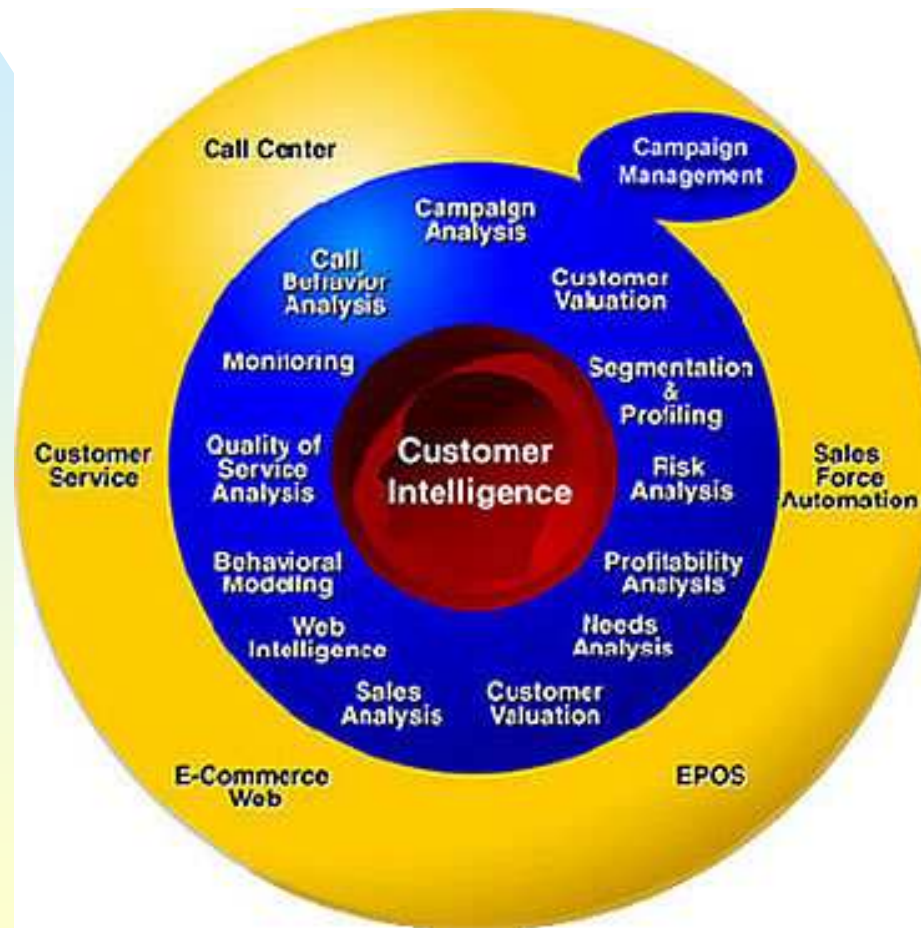 Call Center
Campaign
Management
Campaign
Analysis
Call
Behavior
Analysis
Customer
Valuation
Monitoring
Segmentation
&
Profiling
Customer
Service
Quality of
Service
Analysis
Customer
Intelligence
Risk
Analysis
Sales
Force
Automation
Behavioral
Modeling
Profitability
Analysis
Web
Intelligence
Needs
Analysis
Sales
Analysis
Customer
Valuation
E-Commerce
Web
EPOS